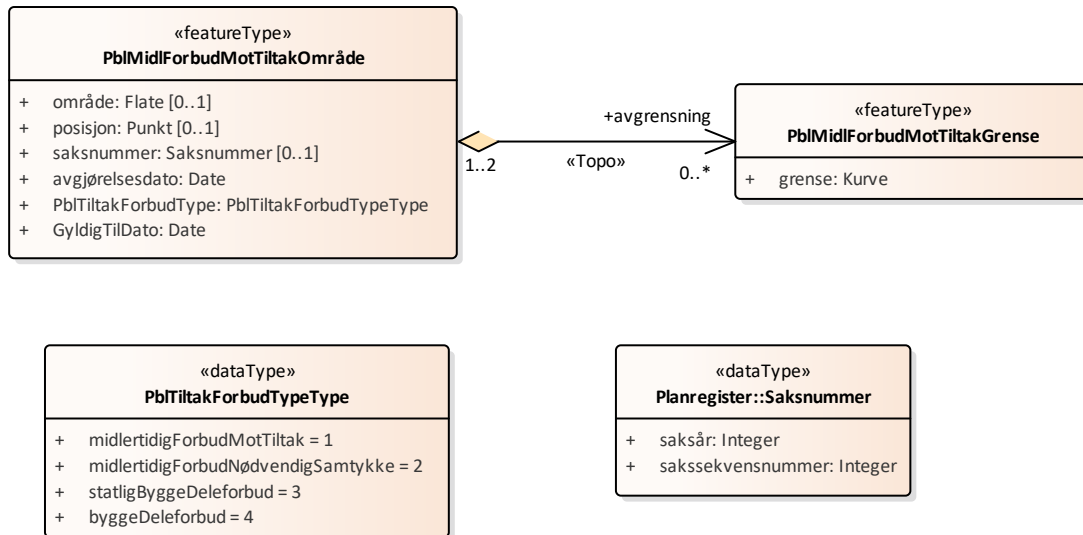 «featureType»
PblMidlForbudMotTiltakOmråde
+ område: Flate [0..1]
+ posisjon: Punkt [0..1]
+ saksnummer: Saksnummer [0..1]
+ avgjørelsesdato: Date
+ PblTiltakForbudType: PblTiltakForbudTypeType
+ GyldigTilDato: Date
+avgrensning
1..2
«Topo»
0..*
«featureType»
PblMidlForbudMotTiltakGrense
+ grense: Kurve
«dataType»
PblTiltakForbudTypeType
+ midlertidigForbudMotTiltak = 1
+ midlertidigForbudNødvendigSamtykke = 2
+ statligByggeDeleforbud = 3
+ byggeDeleforbud = 4
«dataType»
Planregister::Saksnummer
+ saksår: Integer
+ sakssekvensnummer: Integer